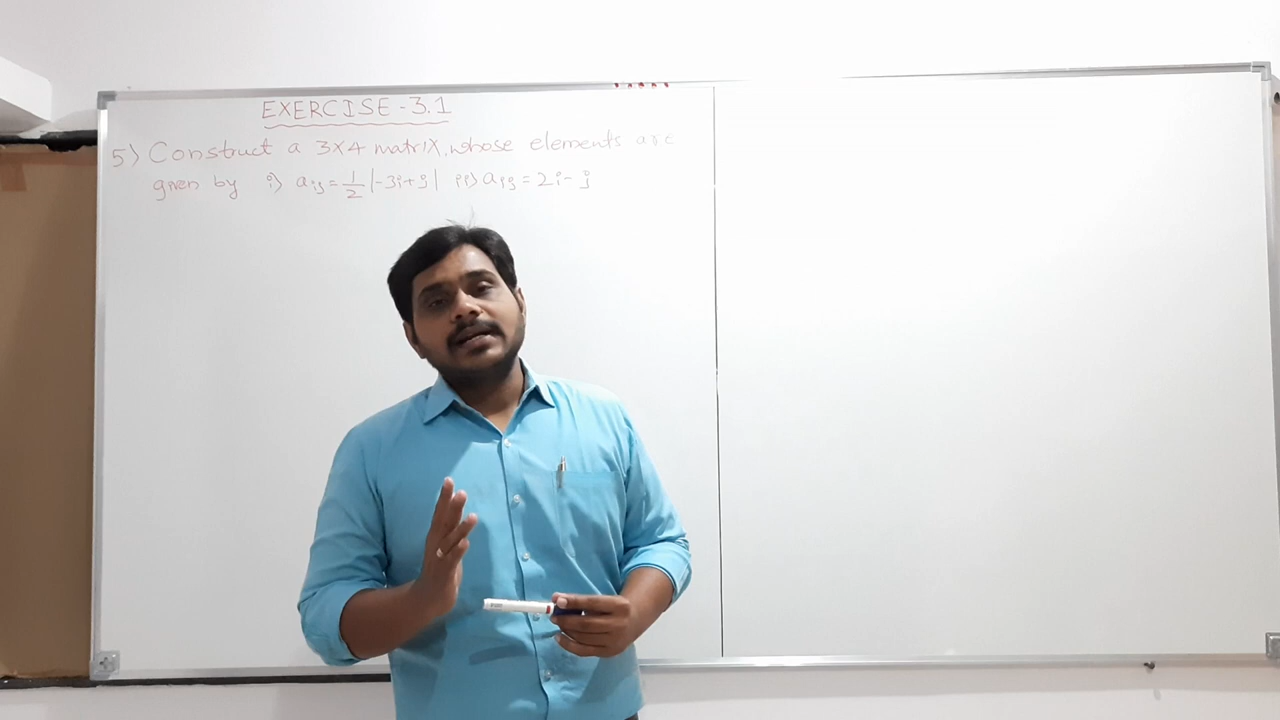 EXERCISE - 3.1
5) Construct a 3x4 matrix, whose elements are
given by i) aij = 1/2 |-3i+j| ii) aij = 2i-j